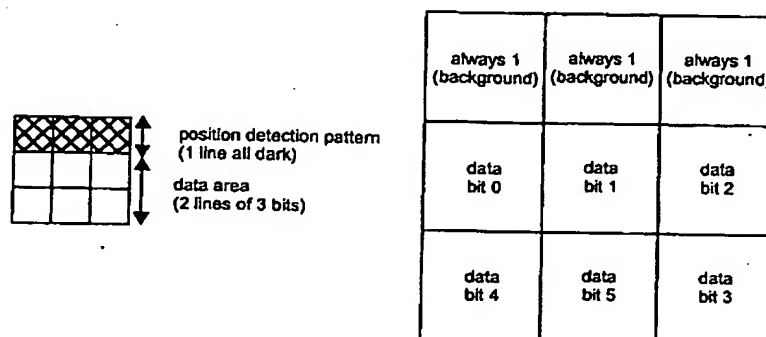 position detection pattern
(1 line all dark)
data area
(2 lines of 3 bits)
always 1
(background)
always 1
(background)
always 1
(background)
data
bit 0
data
bit 1
data
bit 2
data
bit 4
data
bit 5
data
bit 3